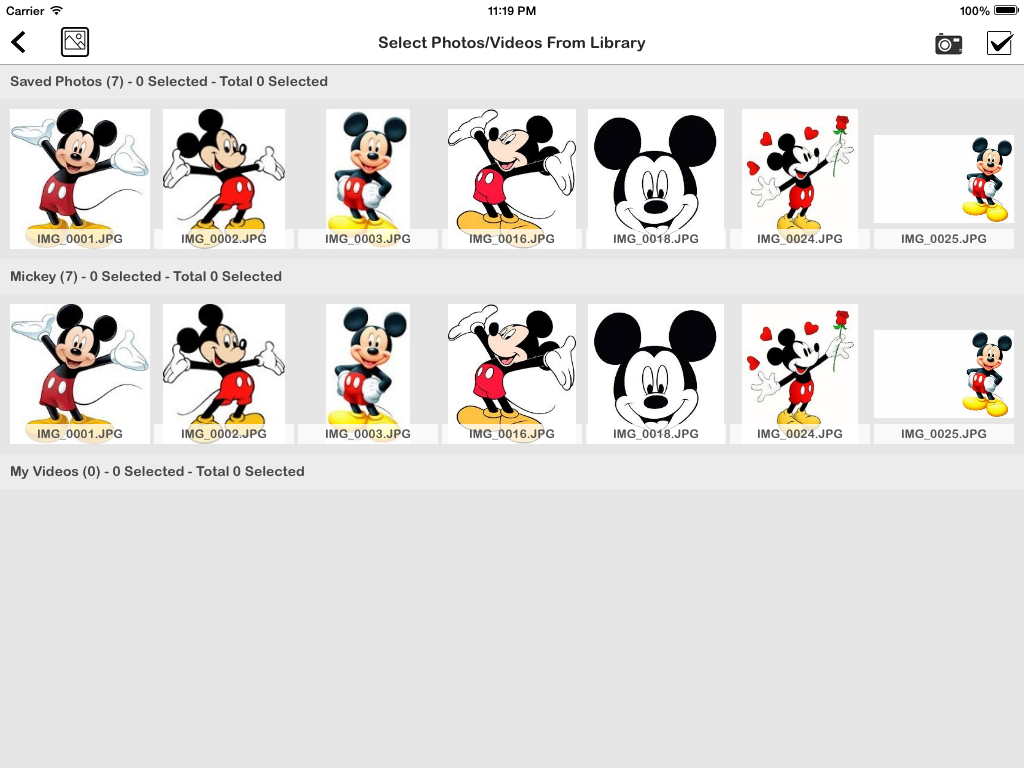 Carrier 11:19 PM 100%
Select Photos/Videos From Library
Saved Photos (7) - 0 Selected - Total 0 Selected
IMG_0001.JPG IMG_0002.JPG IMG_0003.JPG IMG_0016.JPG IMG_0018.JPG IMG_0024.JPG IMG_0025.JPG
Mickey (7) - 0 Selected - Total 0 Selected
IMG_0001.JPG IMG_0002.JPG IMG_0003.JPG IMG_0016.JPG IMG_0018.JPG IMG_0024.JPG IMG_0025.JPG
My Videos (0) - 0 Selected - Total 0 Selected